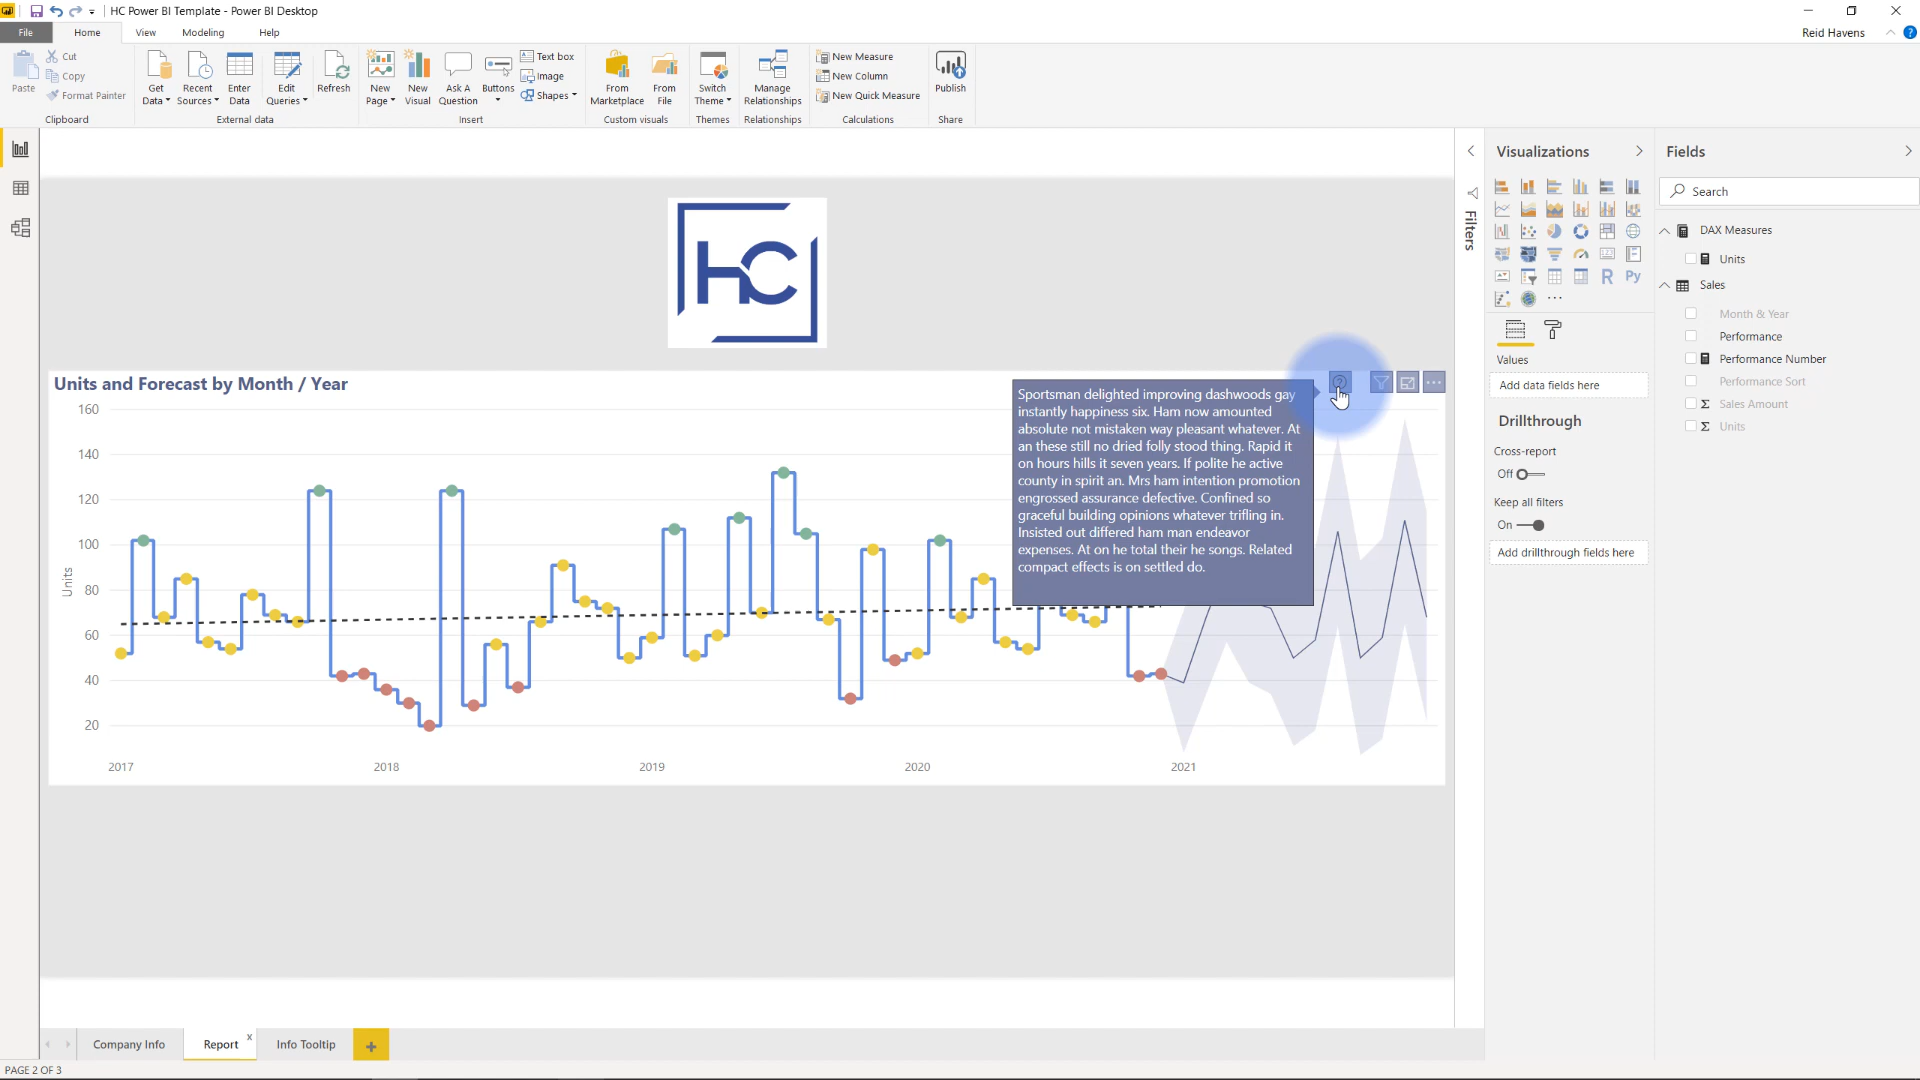 HC Power BI Template - Power BI Desktop
File
Home
View
Modeling
Help
Reid Havens
Paste
Cut
Copy
Format Painter
Clipboard
Get
Data
Recent
Sources
Enter
Data
Edit
Queries
Refresh
External data
New
Page
New
Visual
Ask A
Question
Buttons
Text box
Image
Shapes
Insert
From
Marketplace
From
File
Custom visuals
Switch
Theme
Themes
Manage
Relationships
Relationships
New Measure
New Column
New Quick Measure
Calculations
Publish
Share
HC
Units and Forecast by Month / Year
160
140
120
100
80
60
40
20
Units
2017
2018
2019
2020
2021
Sportsman delighted improving dashwoods gay
instantly happiness six. Ham now amounted
absolute not mistaken way pleasant whatever. At
an these still no dried folly stood thing. Rapid it
on hours hills it seven years. If polite he active
county in spirit an. Mrs ham intention promotion
engrossed assurance defective. Confined so
graceful building opinions whatever trifling in.
Insisted out differed ham man endeavor
expenses. At on he total their he songs. Related
compact effects is on settled do.
Filters
Visualizations
R
Py
Values
Add data fields here
Drillthrough
Cross-report
Off
Keep all filters
On
Add drillthrough fields here
Fields
Search
DAX Measures
Units
Sales
Month & Year
Performance
Performance Number
Performance Sort
Σ Sales Amount
Σ Units
Company Info
Report
x
Info Tooltip
+
PAGE 2 OF 3